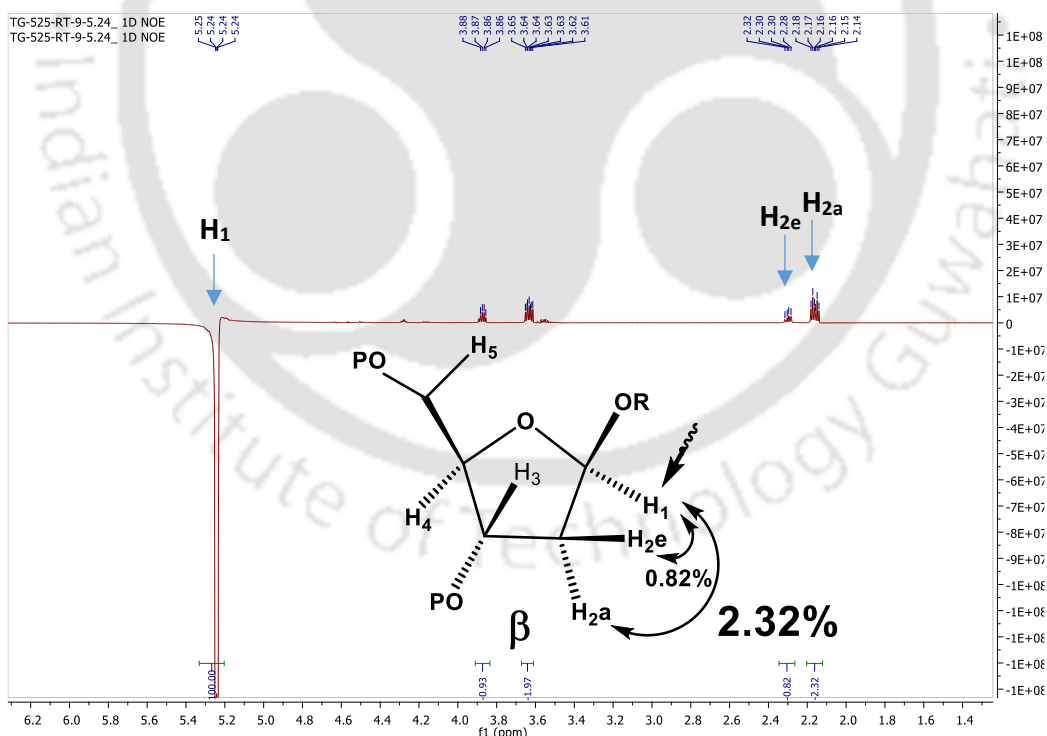 TG-525-RT-9-5.24_ 1D NOE
TG-525-RT-9-5.24_ 1D NOE
5.25
5.24
5.24
5.24
3.88
3.87
3.86
3.86
3.65
3.64
3.64
3.63
3.63
3.62
3.61
2.32
2.30
2.30
2.28
2.18
2.17
2.16
2.16
2.15
2.14
1E+08
1E+08
9E+07
8E+07
7E+07
6E+07
5E+07
4E+07
3E+07
2E+07
1E+07
0
-1E+07
-2E+07
-3E+07
-4E+07
-5E+07
-6E+07
-7E+07
-8E+07
-9E+07
-1E+08
-1E+08
-1E+08
-1E+08
-1E+08
H1
H2e
H2a
PO
H5
O
OR
H3
H4
H1
H2e
0.82%
PO
H2a
β
2.32%
100.00
-0.93
-1.97
-0.82
-2.32
6.2 6.0 5.8 5.6 5.4 5.2 5.0 4.8 4.6 4.4 4.2 4.0 3.8 3.6 3.4 3.2 3.0 2.8 2.6 2.4 2.2 2.0 1.8 1.6 1.4
f1 (ppm)
Indian Institute of Technology Guwahati